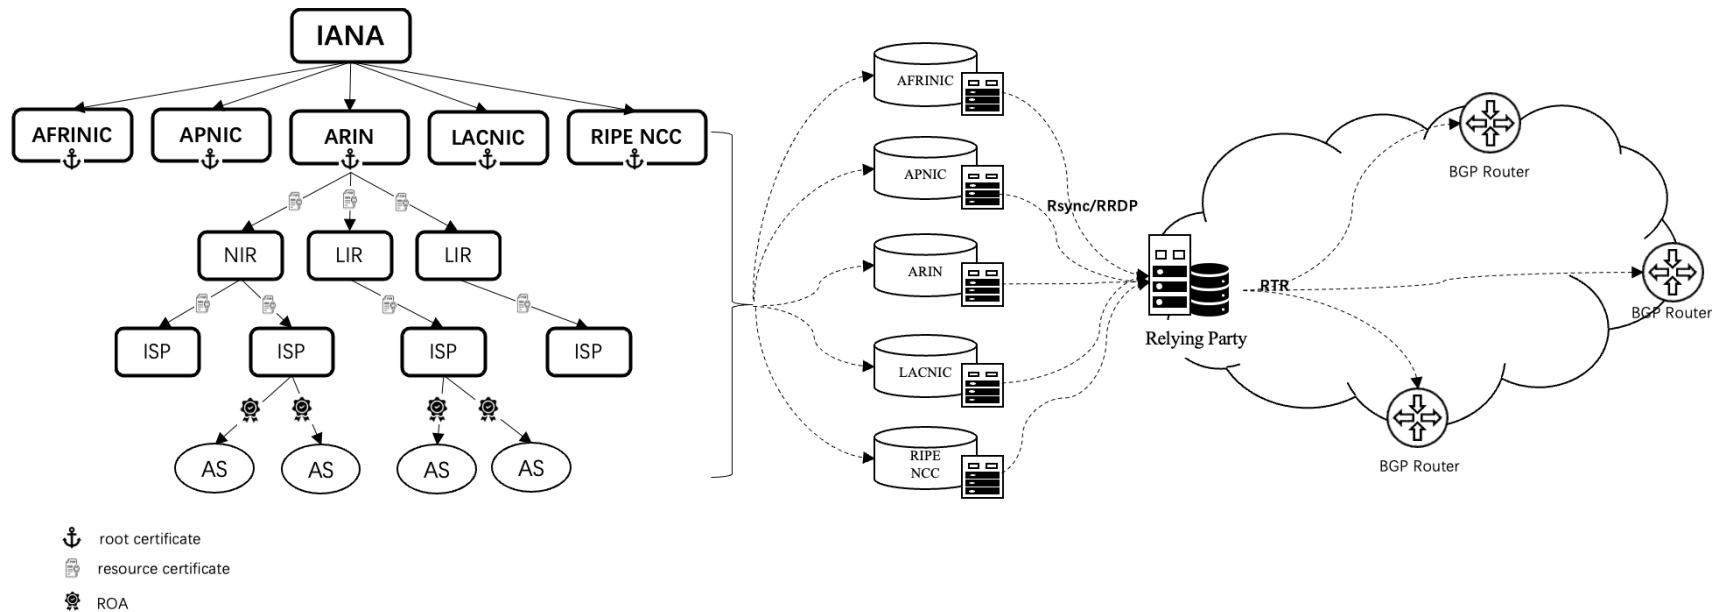 IANA
AFRINIC
APNIC
ARIN
LACNIC
RIPE NCC
NIR
LIR
LIR
ISP
ISP
ISP
ISP
AS
AS
AS
AS
root certificate
resource certificate
ROA
AFRINIC
APNIC
ARIN
LACNIC
RIPE
NCC
Rsync/RRDP
Relying Party
RTR
BGP Router
BGP Router
BGP Router